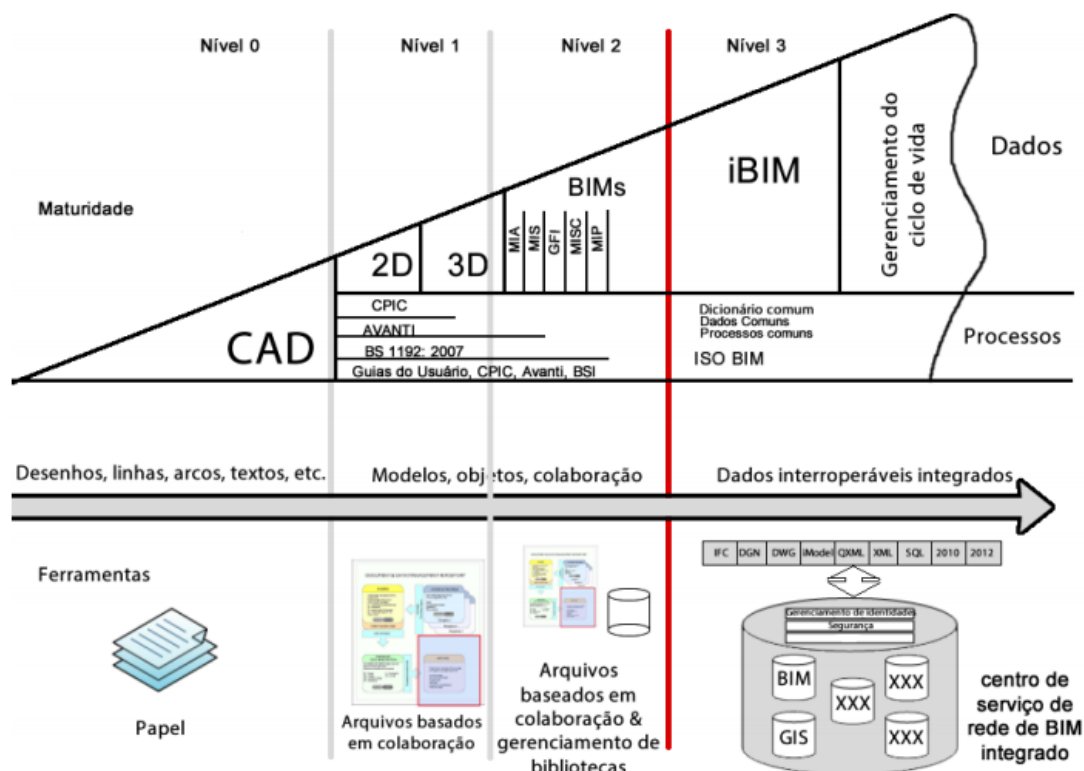 Nível 0
Nível 1
Nível 2
Nível 3
Maturidade
CAD
2D
3D
BIMs
MIA
MIS
GFI
MISC
MIP
iBIM
Gerenciamento do
ciclo de vida
Dados
CPIC
AVANTI
BS 1192: 2007
Guias do Usuário, CPIC, Avanti, BSI
Dicionário comum
Dados Comuns
Processos comuns
ISO BIM
Processos
Desenhos, linhas, arcos, textos, etc.
Modelos, objetos, colaboração
Dados interroperáveis integrados
Ferramentas
Papel
Arquivos basados
em colaboração
Arquivos
baseados em
colaboração &
gerenciamento de
bibliotecas
IFC
DGN
DWG
iModel
QXML
XML
SQL
2010
2012
Gerenciamento de identidades
Segurança
BIM
XXX
XXX
GIS
XXX
centro de
serviço de
rede de BIM
integrado